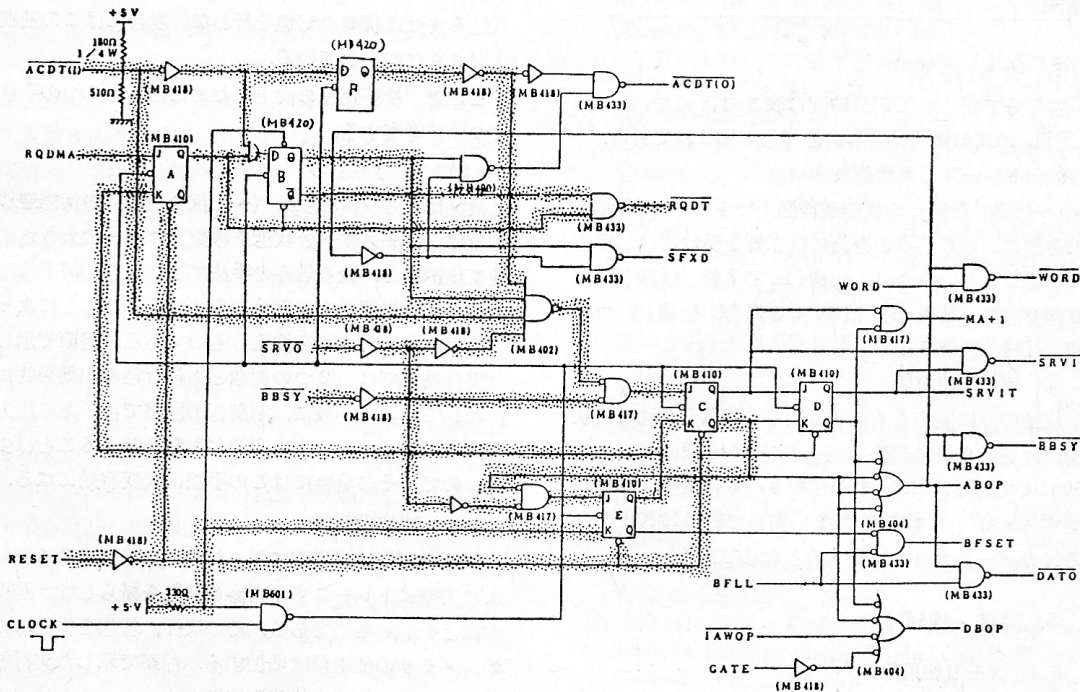 +5V
180Ω
1/4W
ACDT(I)
510Ω
(MB418)
(MB420)
D Q
R
(MB418)
(MB418)
(MB433)
ACDT(O)
(MB410)
(MB420)
RQDMA
J Q
A
K Q
D Q
B
Q
(MB433)
RQDT
(MB418)
(MB433)
SFXD
WORD
(MB433)
WORD
MA+1
(MB417)
(MB418)
(MB418)
SRVO
(MB402)
(MB433)
SRVI
SRVIT
BBSY
(MB418)
(MB417)
(MB410)
J Q
C
K Q
(MB410)
J Q
D
K Q
(MB433)
BBSY
ABOP
(MB404)
(MB417)
(MB410)
J Q
E
K Q
BFSET
(MB433)
RESET
(MB418)
BFLL
DATO
(MB433)
+5V
330Ω
(MB601)
CLOCK
IAWOP
DBOP
(MB404)
GATE
(MB418)